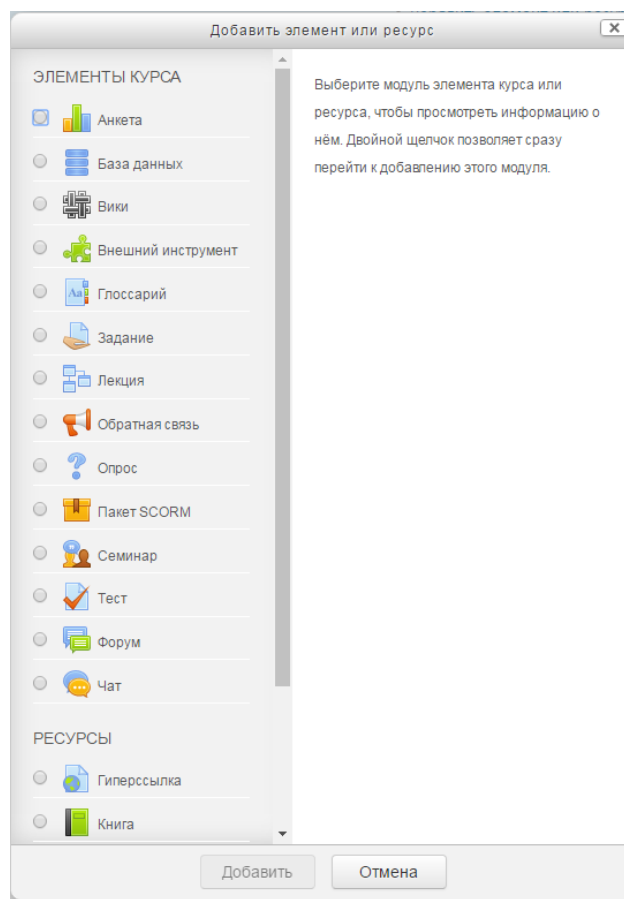 Добавить элемент или ресурс
ЭЛЕМЕНТЫ КУРСА
Анкета
База данных
Вики
Внешний инструмент
Глоссарий
Задание
Лекция
Обратная связь
Опрос
Пакет SCORM
Семинар
Тест
Форум
Чат
РЕСУРСЫ
Гиперссылка
Книга
Выберите модуль элемента курса или
ресурса, чтобы просмотреть информацию о
нём. Двойной щелчок позволяет сразу
перейти к добавлению этого модуля.
Добавить
Отмена